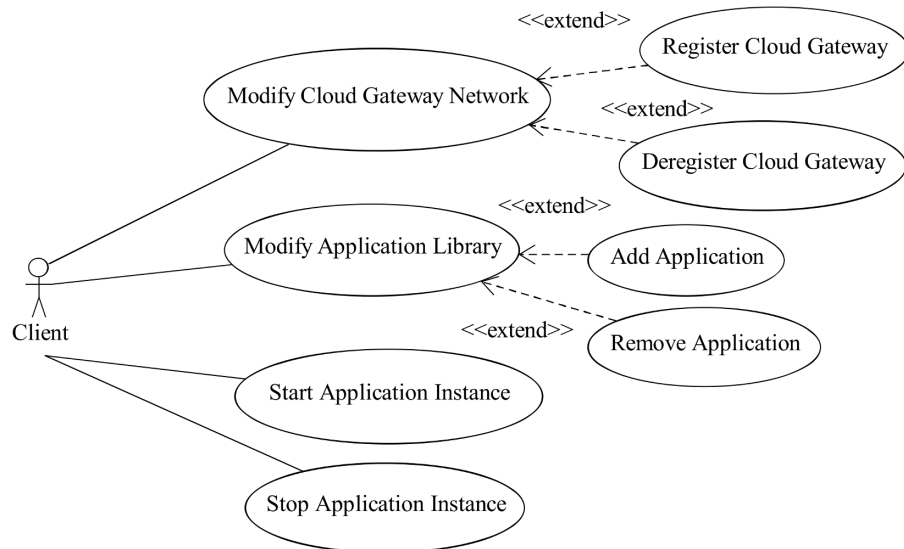 <<extend>>
Register Cloud Gateway
Modify Cloud Gateway Network
<<extend>>
Deregister Cloud Gateway
<<extend>>
Modify Application Library
Add Application
Client
<<extend>>
Remove Application
Start Application Instance
Stop Application Instance